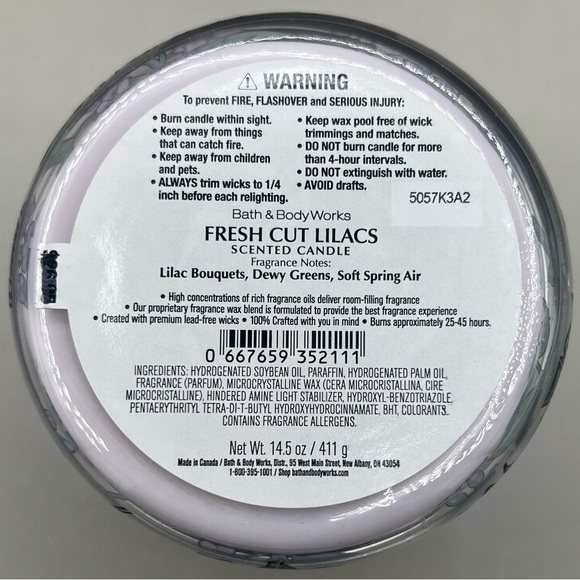 ⚠ WARNING
To prevent FIRE, FLASHOVER and SERIOUS INJURY:
• Burn candle within sight.
• Keep away from things
that can catch fire.
• Keep away from children
and pets.
• ALWAYS trim wicks to 1/4
inch before each relighting.
• Keep wax pool free of wick
trimmings and matches.
• DO NOT burn candle for more
than 4-hour intervals.
• DO NOT extinguish with water.
• AVOID drafts.
5057K3A2
Bath & Body Works
FRESH CUT LILACS
SCENTED CANDLE
Fragrance Notes:
Lilac Bouquets, Dewy Greens, Soft Spring Air
• High concentrations of rich fragrance oils deliver room-filling fragrance
• Our proprietary fragrance wax blend is formulated to provide the best fragrance experience
• Created with premium lead-free wicks • 100% Crafted with you in mind • Burns approximately 25-45 hours.
0 667659 352111
INGREDIENTS: HYDROGENATED SOYBEAN OIL, PARAFFIN, HYDROGENATED PALM OIL,
FRAGRANCE (PARFUM), MICROCRYSTALLINE WAX (CERA MICROCRISTALLINA, CIRE
MICROCRISTALLINE), HINDERED AMINE LIGHT STABILIZER, HYDROXYL-BENZOTRIAZOLE,
PENTAERYTHRITYL TETRA-DI-T-BUTYL HYDROXYHYDROCINNAMATE, BHT, COLORANTS.
CONTAINS FRAGRANCE ALLERGENS.
Net Wt. 14.5 oz / 411 g
Made in Canada / Bath & Body Works, Distr., 95 West Main Street, New Albany, OH 43054
1-800-395-1001 / Shop bathandbodyworks.com